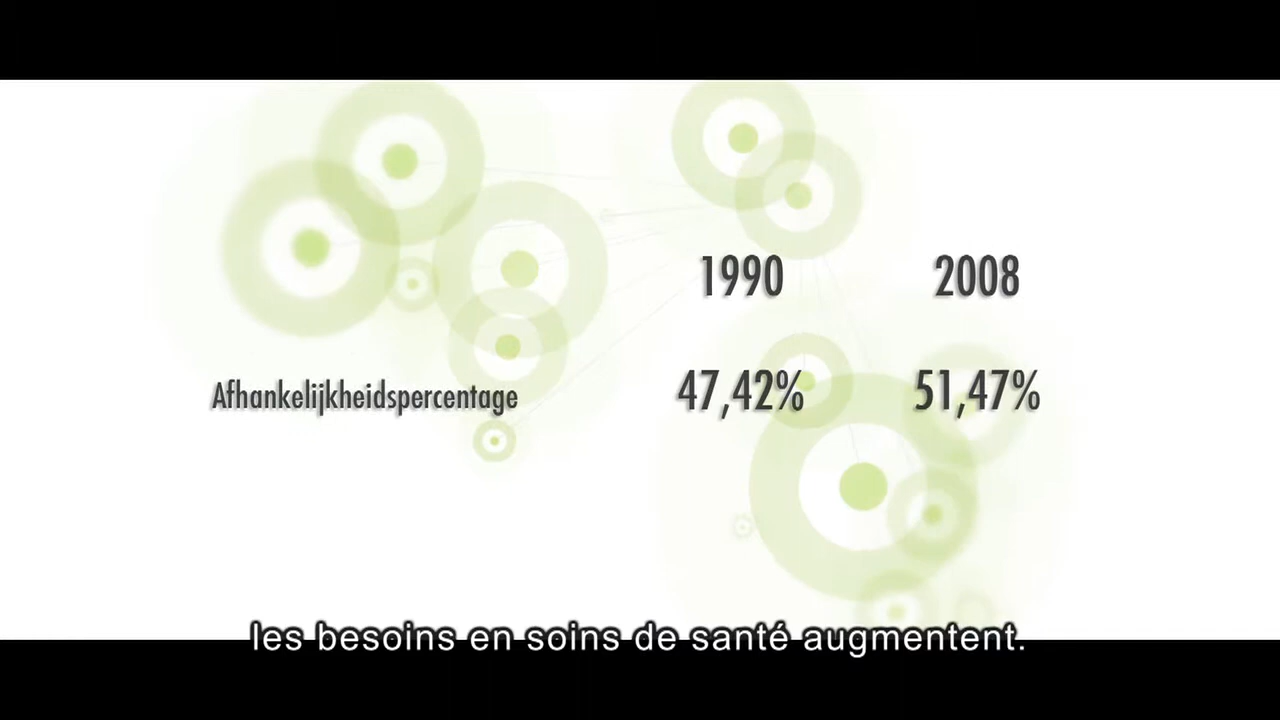 1990 2008
Afhankelijkheidspercentage 47,42% 51,47%
les besoins en soins de santé augmentent.